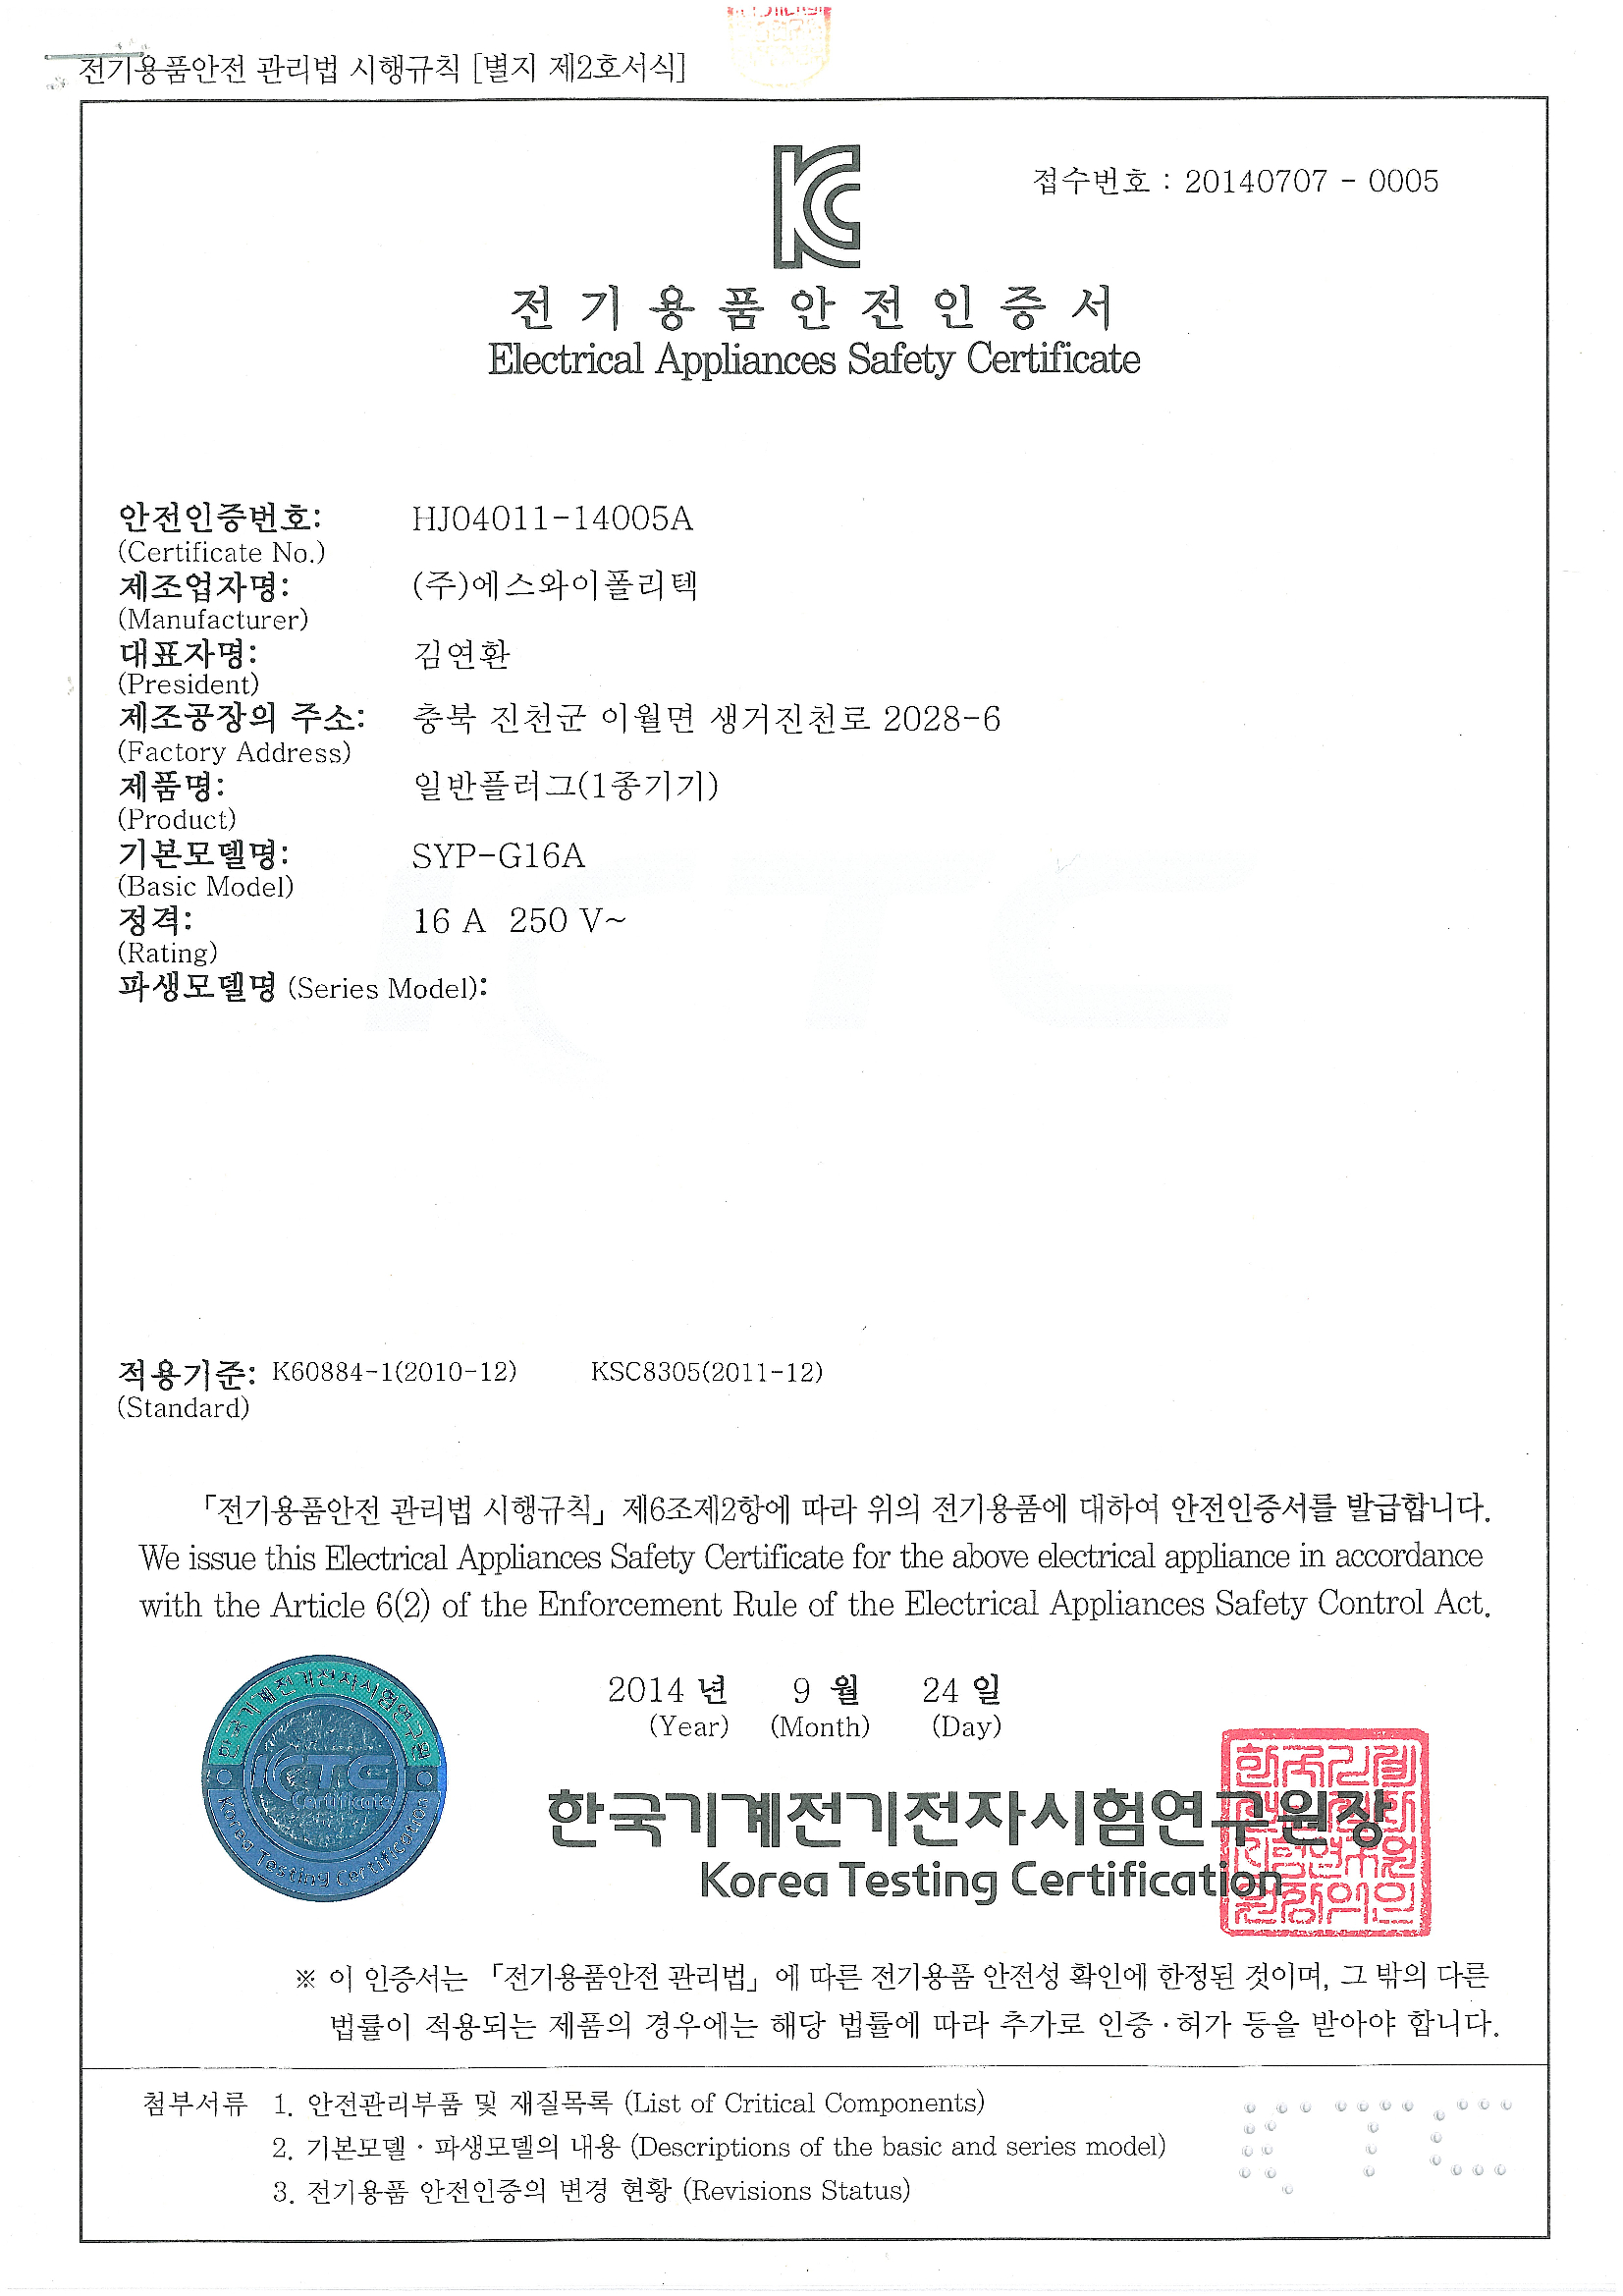 전기용품안전 관리법 시행규칙 [별지 제2호서식]
KC
접수번호 : 20140707 - 0005
전기용품안전인증서
Electrical Appliances Safety Certificate
안전인증번호: HJ04011-14005A
(Certificate No.)
제조업자명: (주)에스와이폴리텍
(Manufacturer)
대표자명: 김연환
(President)
제조공장의 주소: 충북 진천군 이월면 생거진천로 2028-6
(Factory Address)
제품명: 일반플러그(1종기기)
(Product)
기본모델명: SYP-G16A
(Basic Model)
정격: 16 A 250 V~
(Rating)
파생모델명 (Series Model):
적용기준: K60884-1(2010-12) KSC8305(2011-12)
(Standard)
「전기용품안전 관리법 시행규칙」 제6조제2항에 따라 위의 전기용품에 대하여 안전인증서를 발급합니다.
We issue this Electrical Appliances Safety Certificate for the above electrical appliance in accordance
with the Article 6(2) of the Enforcement Rule of the Electrical Appliances Safety Control Act.
한국기계전기전자시험연구원
KTC
Certificate
Korea Testing Certification
2014 년 9 월 24 일
(Year) (Month) (Day)
한국기계전기전자시험연구원장
Korea Testing Certification
※ 이 인증서는 「전기용품안전 관리법」에 따른 전기용품 안전성 확인에 한정된 것이며, 그 밖의 다른
법률이 적용되는 제품의 경우에는 해당 법률에 따라 추가로 인증·허가 등을 받아야 합니다.
첨부서류 1. 안전관리부품 및 재질목록 (List of Critical Components)
2. 기본모델 · 파생모델의 내용 (Descriptions of the basic and series model)
3. 전기용품 안전인증의 변경 현황 (Revisions Status)
KTC